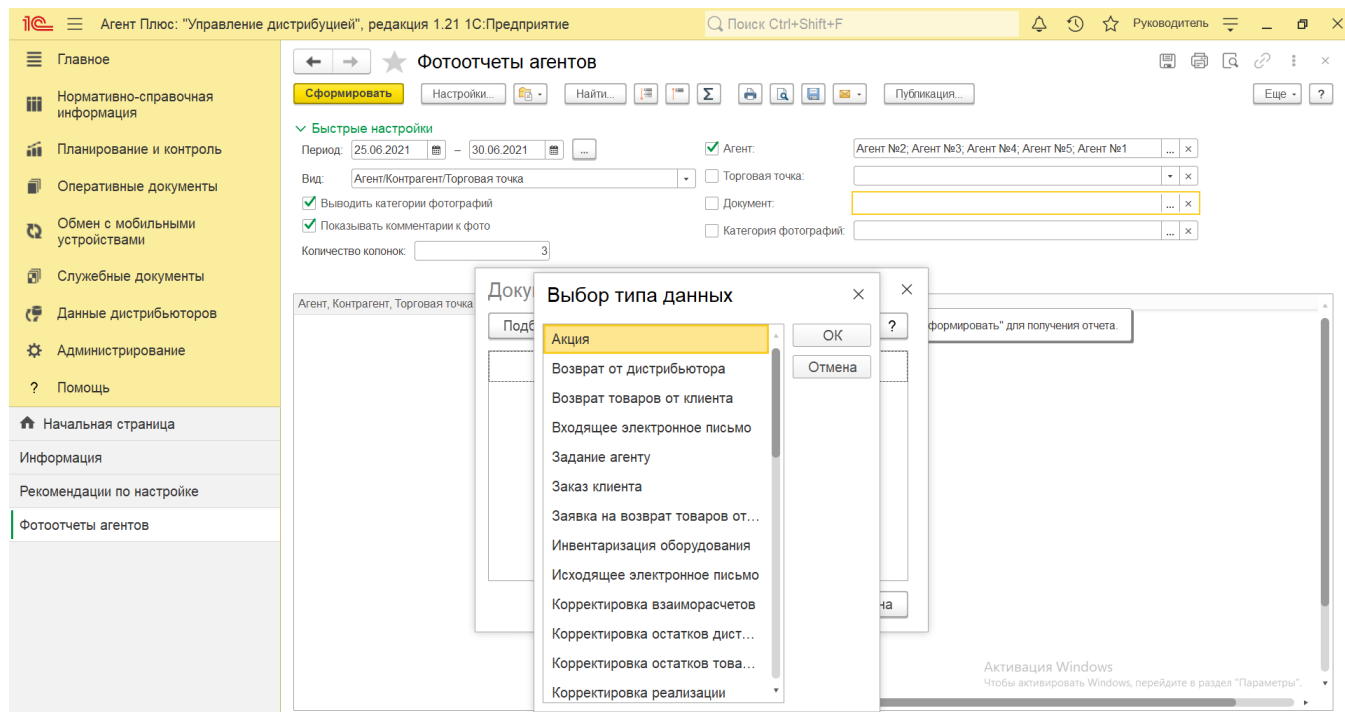 Агент Плюс: "Управление дистрибуцией", редакция 1.21 1С:Предприятие
Поиск Ctrl+Shift+F
Руководитель
Главное
Нормативно-справочная
информация
Планирование и контроль
Оперативные документы
Обмен с мобильными
устройствами
Служебные документы
Данные дистрибьюторов
Администрирование
? Помощь
Начальная страница
Информация
Рекомендации по настройке
Фотоотчеты агентов
Фотоотчеты агентов
Сформировать Настройки... Найти... Σ Публикация... Еще ?
Быстрые настройки
Период: 25.06.2021 – 30.06.2021 ...
Агент: Агент №2; Агент №3; Агент №4; Агент №5; Агент №1 ... ×
Вид: Агент/Контрагент/Торговая точка
Торговая точка: ×
Выводить категории фотографий
Документ: ... ×
Показывать комментарии к фото
Категория фотографий: ... ×
Количество колонок: 3
Агент, Контрагент, Торговая точка
Доку
Подб
?
формировать" для получения отчета.
на
Выбор типа данных
ОК
Отмена
Акция
Возврат от дистрибьютора
Возврат товаров от клиента
Входящее электронное письмо
Задание агенту
Заказ клиента
Заявка на возврат товаров от...
Инвентаризация оборудования
Исходящее электронное письмо
Корректировка взаиморасчетов
Корректировка остатков дист...
Корректировка остатков това...
Корректировка реализации
Активация Windows
Чтобы активировать Windows, перейдите в раздел "Параметры".